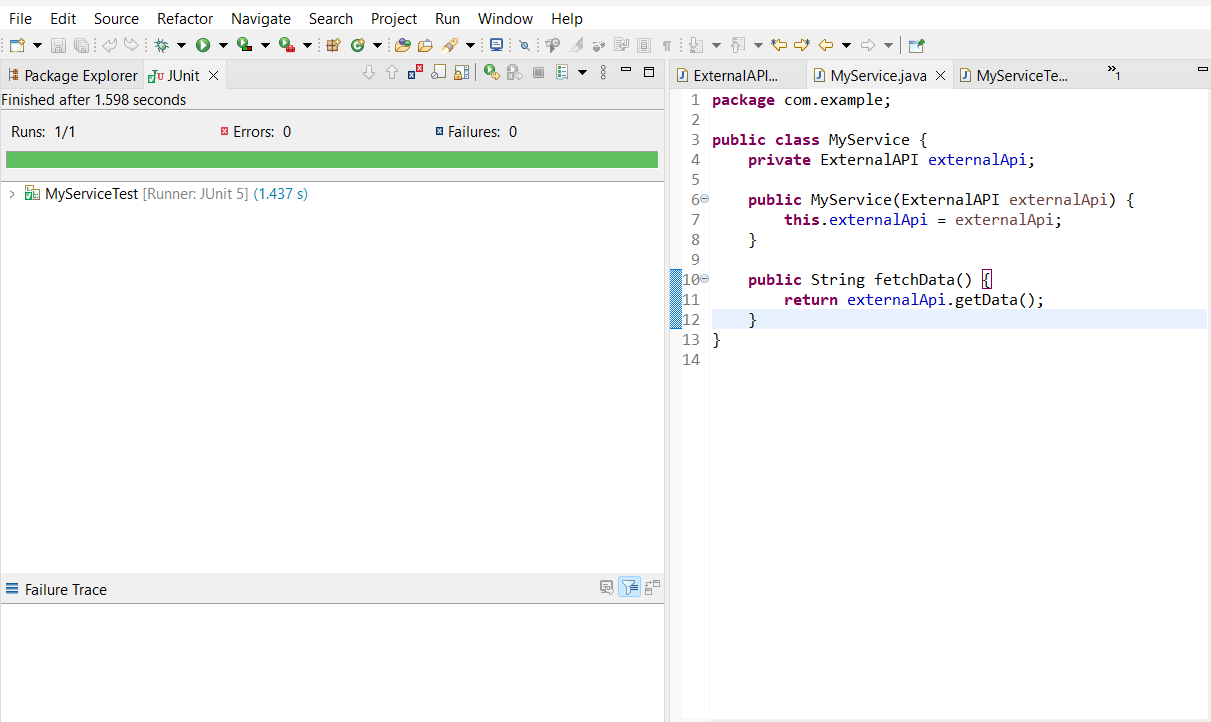 File Edit Source Refactor Navigate Search Project Run Window Help
Package Explorer JUnit
Finished after 1.598 seconds
Runs: 1/1 Errors: 0 Failures: 0
MyServiceTest [Runner: JUnit 5] (1.437 s)
Failure Trace
ExternalAPI... MyService.java MyServiceTe... »1
1 package com.example;
2
3 public class MyService {
4     private ExternalAPI externalApi;
5
6     public MyService(ExternalAPI externalApi) {
7         this.externalApi = externalApi;
8     }
9
10     public String fetchData() {
11         return externalApi.getData();
12     }
13 }
14